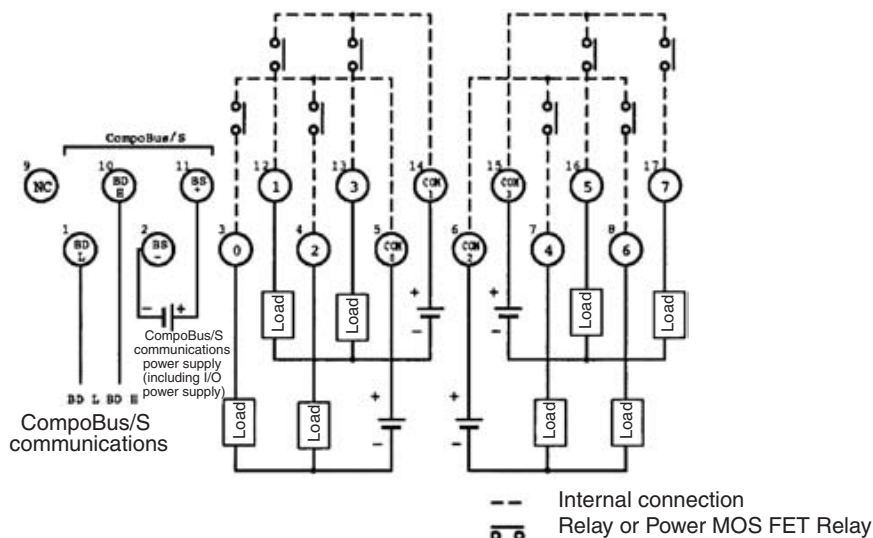 CompoBus/S
9 NC
10 BD H
11 BS +
12 1
13 3
14 COM 1
15 COM 3
16 5
17 7
1 BD L
2 BS −
3 0
4 2
5 COM 0
6 COM 2
7 4
8 6
Load
Load
+
−
+
−
Load
Load
− +
CompoBus/S
communications
power supply
(including I/O
power supply)
BD L BD H
CompoBus/S
communications
Load
Load
+
−
+
−
Load
Load
Internal connection
Relay or Power MOS FET Relay